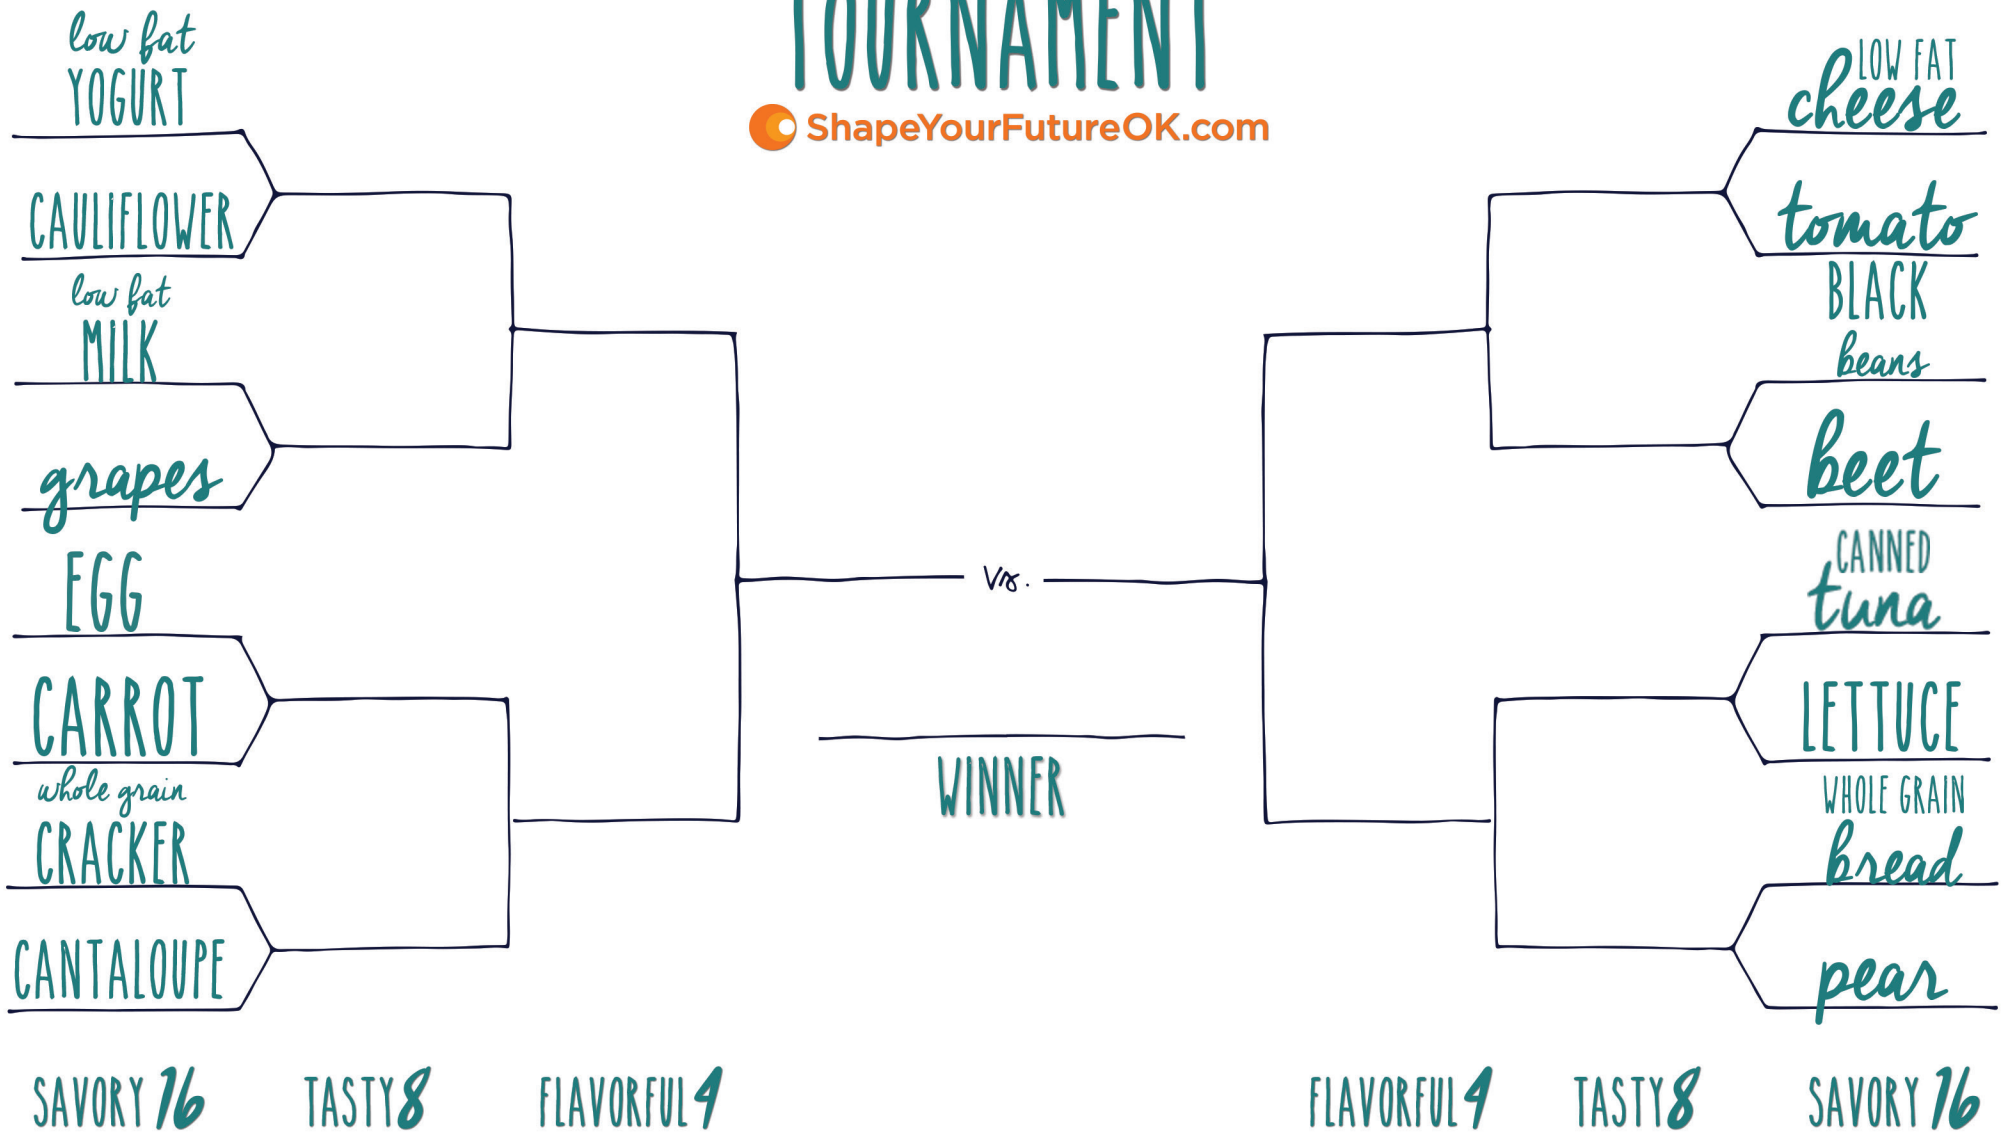 TOURNAMENT
ShapeYourFutureOK.com
low fat
YOGURT
CAULIFLOWER
low fat
MILK
grapes
EGG
CARROT
whole grain
CRACKER
CANTALOUPE
vs.
WINNER
LOW FAT
cheese
tomato
BLACK
beans
beet
CANNED
tuna
LETTUCE
WHOLE GRAIN
bread
pear
SAVORY 16
TASTY 8
FLAVORFUL 4
FLAVORFUL 4
TASTY 8
SAVORY 16